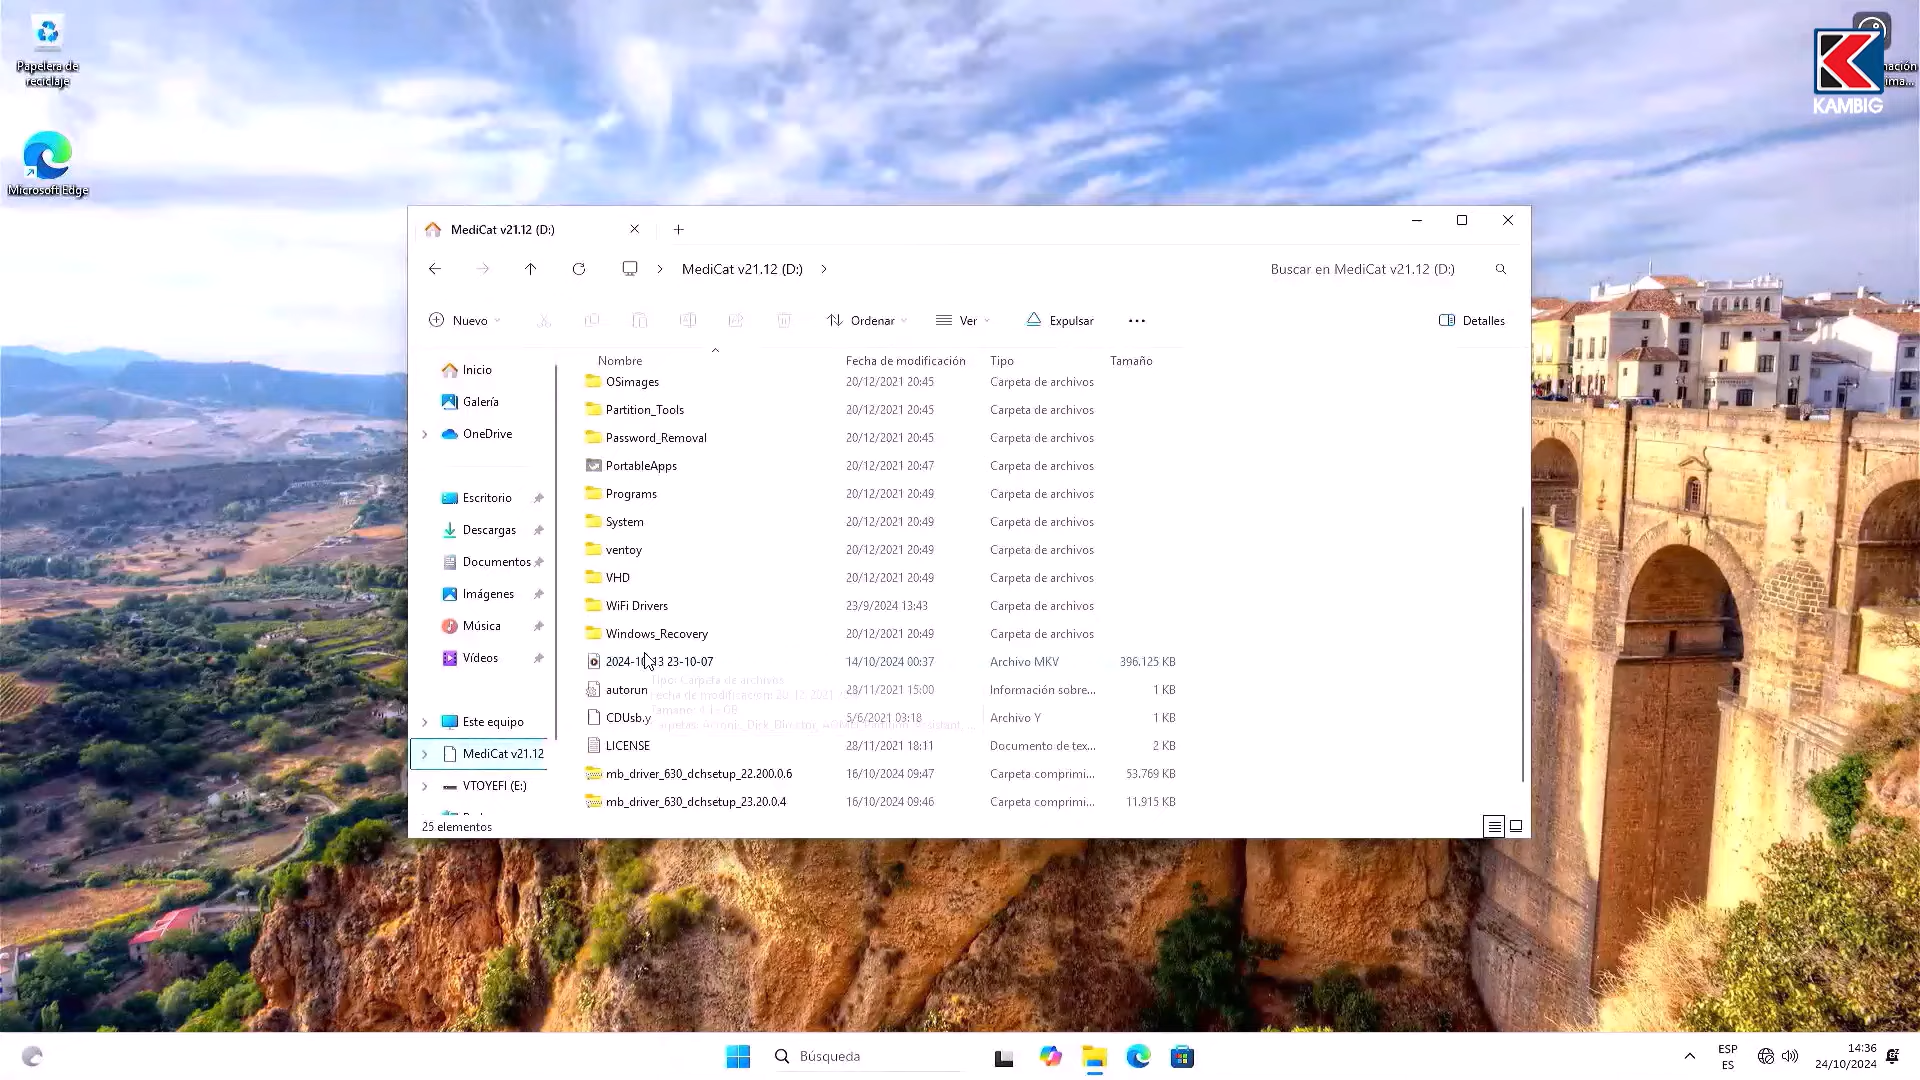 Papelera de
reciclaje
Microsoft Edge
KAMBIG
MediCat v21.12 (D:)
MediCat v21.12 (D:)
Buscar en MediCat v21.12 (D:)
Nuevo
Ordenar
Ver
Expulsar
Detalles
Nombre Fecha de modificación Tipo Tamaño
Inicio
Galería
OneDrive
Escritorio
Descargas
Documentos
Imágenes
Música
Vídeos
Este equipo
MediCat v21.12
VTOYEFI (E:)
OSimages 20/12/2021 20:45 Carpeta de archivos
Partition_Tools 20/12/2021 20:45 Carpeta de archivos
Password_Removal 20/12/2021 20:45 Carpeta de archivos
PortableApps 20/12/2021 20:47 Carpeta de archivos
Programs 20/12/2021 20:49 Carpeta de archivos
System 20/12/2021 20:49 Carpeta de archivos
ventoy 20/12/2021 20:49 Carpeta de archivos
VHD 20/12/2021 20:49 Carpeta de archivos
WiFi Drivers 23/9/2024 13:43 Carpeta de archivos
Windows_Recovery 20/12/2021 20:49 Carpeta de archivos
23-10-07 14/10/2024 00:37 Archivo MKV 396.125 KB
autorun 28/11/2021 15:00 Información sobre... 1 KB
CDUsb.y 5/6/2021 03:18 Archivo Y 1 KB
LICENSE 28/11/2021 18:11 Documento de tex... 2 KB
mb_driver_630_dchsetup_22.200.0.6 16/10/2024 09:47 Carpeta comprimi... 53.769 KB
mb_driver_630_dchsetup_23.20.0.4 16/10/2024 09:46 Carpeta comprimi... 11.915 KB
Tipo: Carpeta de archivos
25 elementos
Búsqueda
ESP
ES
14:36
24/10/2024